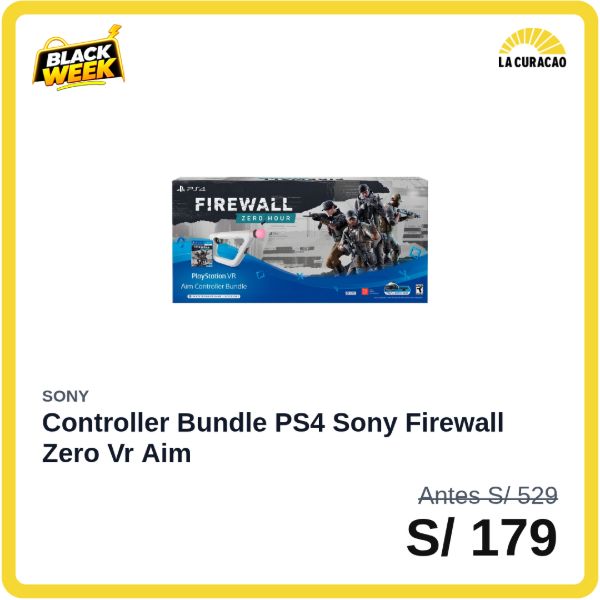 BLACK
WEEK
LA CURACAO
PS4
FIREWALL
ZERO HOUR
PlayStation VR
Aim Controller Bundle
SONY
Controller Bundle PS4 Sony Firewall
Zero Vr Aim
Antes S/ 529
S/ 179